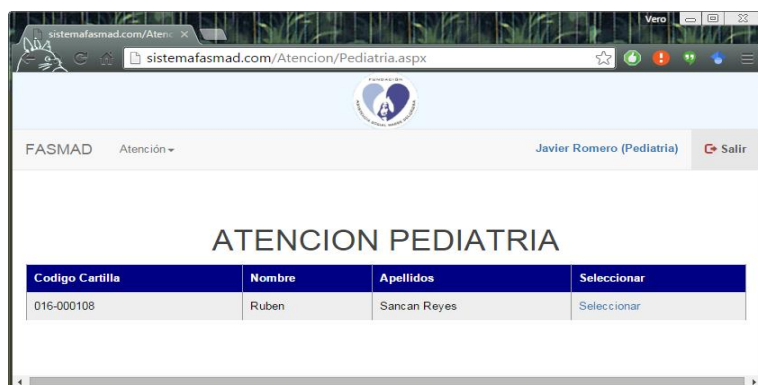 Vero
sistemafasmad.com/Atenc
sistemafasmad.com/Atencion/Pediatria.aspx
FUNDACION
FASMAD Atención Javier Romero (Pediatria) Salir
ATENCION PEDIATRIA
Codigo Cartilla Nombre Apellidos Seleccionar
016-000108 Ruben Sancan Reyes Seleccionar